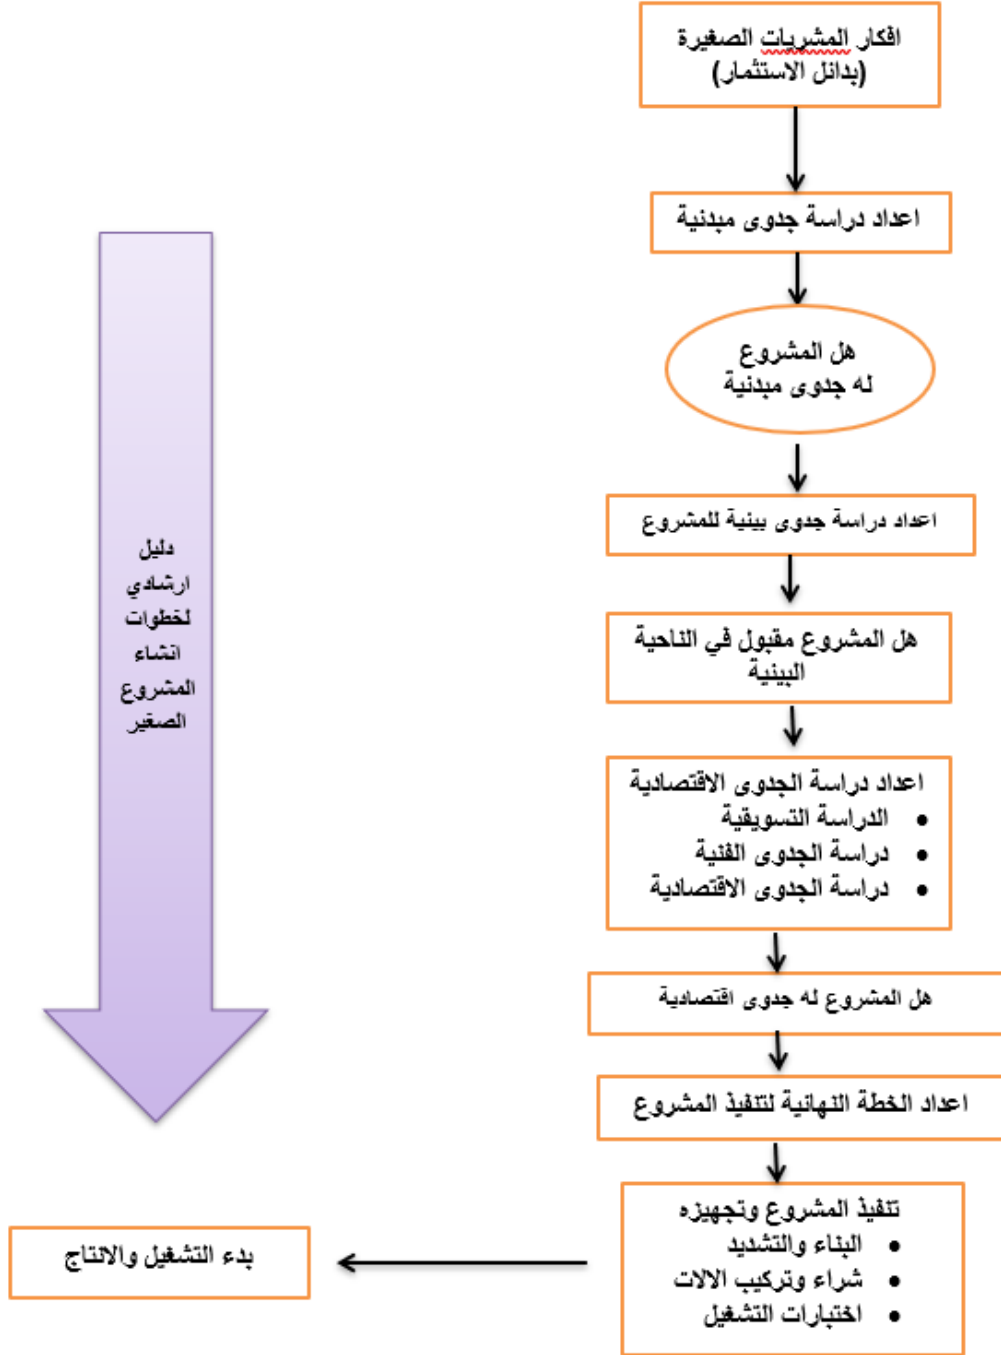 افكار المشريات الصغيرة
(بدائل الاستثمار)
اعداد دراسة جدوى مبدئية
هل المشروع
له جدوى مبدئية
اعداد دراسة جدوى بيئية للمشروع
هل المشروع مقبول في الناحية
البيئية
اعداد دراسة الجدوى الاقتصادية
• الدراسة التسويقية
• دراسة الجدوى الفنية
• دراسة الجدوى الاقتصادية
هل المشروع له جدوى اقتصادية
اعداد الخطة النهائية لتنفيذ المشروع
تنفيذ المشروع وتجهيزه
• البناء والتشديد
• شراء وتركيب الالات
• اختبارات التشغيل
بدء التشغيل والانتاج
دليل
ارشادي
لخطوات
انشاء
المشروع
الصغير